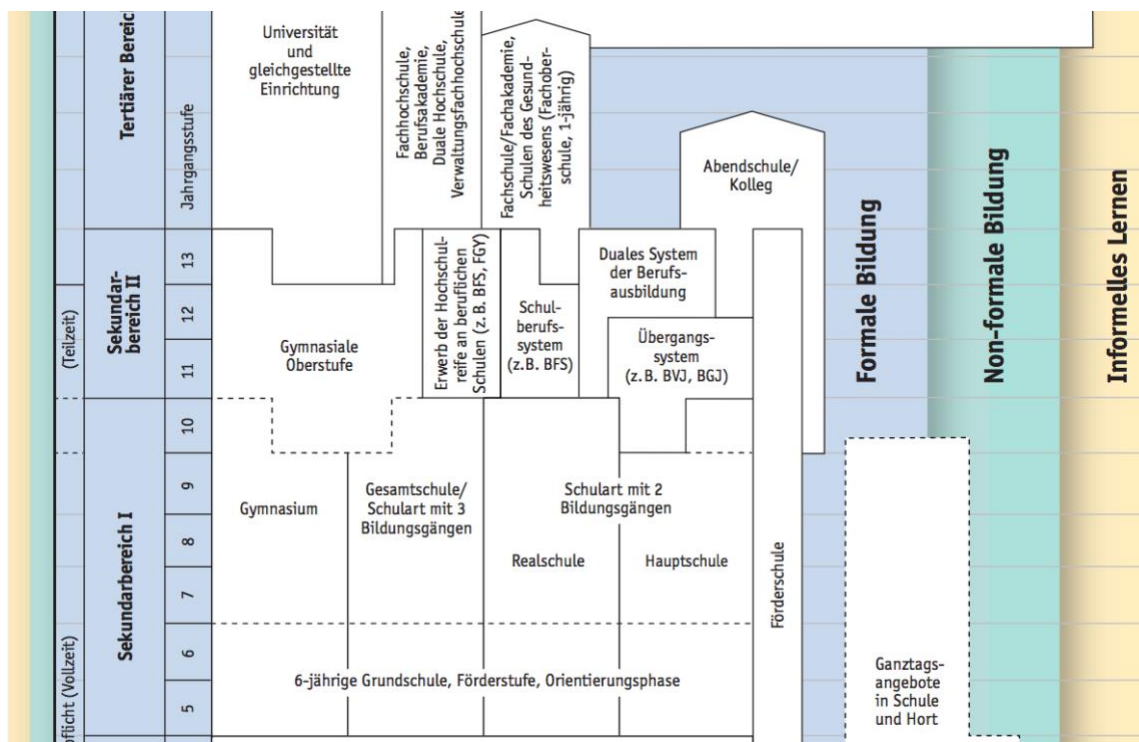 Tertiärer Bereich
Jahrgangsstufe
Universität
und
gleichgestellte
Einrichtung
Fachhochschule,
Berufsakademie,
Duale Hochschule,
Verwaltungsfachhochschule
Fachschule/Fachakademie,
Schulen des Gesund-
heitswesens (Fachober-
schule, 1-jährig)
Abendschule/
Kolleg
Formale Bildung
Non-formale Bildung
Informelles Lernen
(Teilzeit)
Sekundar-
bereich II
13
12
11
Gymnasiale
Oberstufe
Erwerb der Hochschul-
reife an beruflichen
Schulen (z. B. BFS, FGY)
Schul-
berufs-
system
(z.B. BFS)
Duales System
der Berufs-
ausbildung
Übergangs-
system
(z.B. BVJ, BGJ)
pflicht (Vollzeit)
Sekundarbereich I
10
9
8
7
6
5
Gymnasium
Gesamtschule/
Schulart mit 3
Bildungsgängen
Schulart mit 2
Bildungsgängen
Realschule
Hauptschule
Förderschule
6-jährige Grundschule, Förderstufe, Orientierungsphase
Ganztags-
angebote
in Schule
und Hort